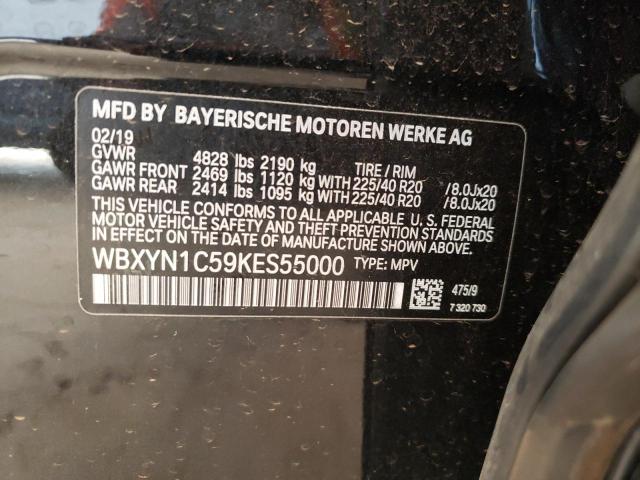 MFD BY BAYERISCHE MOTOREN WERKE AG
02/19
GVWR 4828 lbs 2190 kg TIRE / RIM
GAWR FRONT 2469 lbs 1120 kg WITH 225/40 R20 /8.0Jx20
GAWR REAR 2414 lbs 1095 kg WITH 225/40 R20 /8.0Jx20
THIS VEHICLE CONFORMS TO ALL APPLICABLE U. S. FEDERAL
MOTOR VEHICLE SAFETY AND THEFT PREVENTION
STANDARDS IN EFFECT ON THE DATE OF MANUFACTURE SHOWN ABOVE.
WBXYN1C59KES55000 TYPE: MPV
475/9
7 320 730